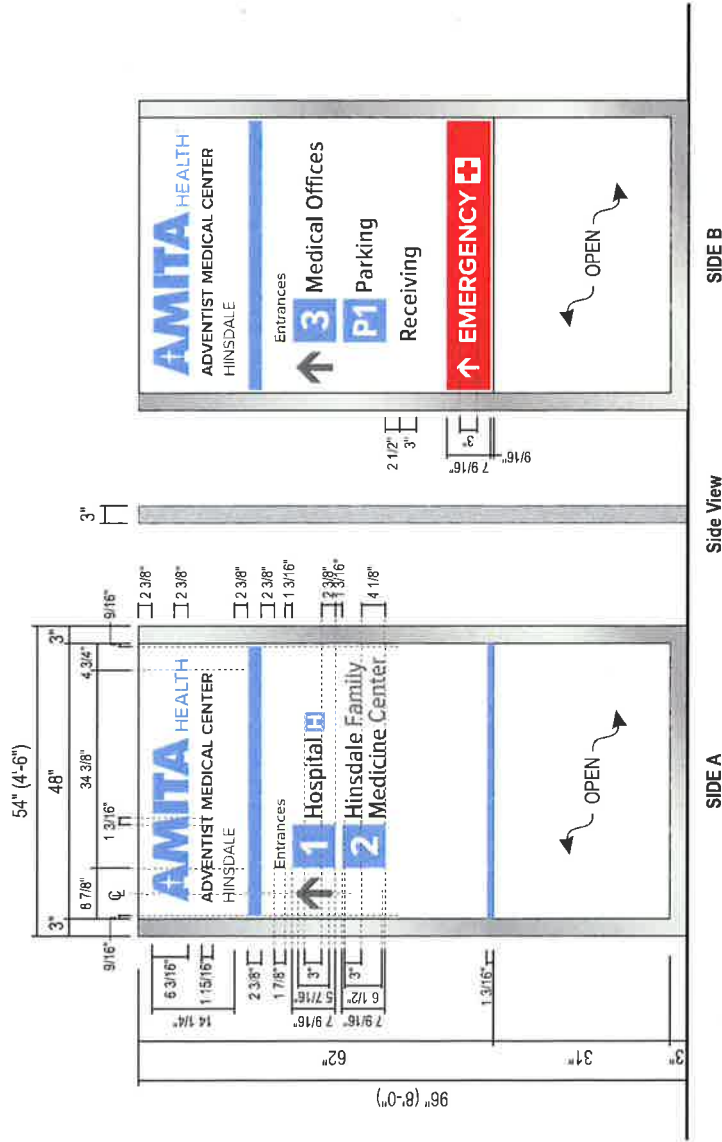 54" (4'-6")
3"
48"
3"
9/16"
8 7/8"
34 3/8"
4 3/4"
9/16"
1 3/16"
CL
AMITA HEALTH
ADVENTIST MEDICAL CENTER
HINSDALE
Entrances
1 Hospital H
2 Hinsdale Family
Medicine Center
OPEN
SIDE A
6 3/16"
1 15/16"
14 1/4"
2 3/8"
1 7/8"
3"
5 7/16"
7 9/16"
3"
6 1/2"
7 9/16"
1 3/16"
62"
31"
3"
96" (8'-0")
2 3/8"
2 3/8"
2 3/8"
2 3/8"
1 3/16"
2 3/8"
1 3/16"
4 1/8"
3"
Side View
AMITA HEALTH
ADVENTIST MEDICAL CENTER
HINSDALE
Entrances
3 Medical Offices
P1 Parking
Receiving
EMERGENCY
OPEN
SIDE B
2 1/2"
3"
3"
7 9/16"
9/16"